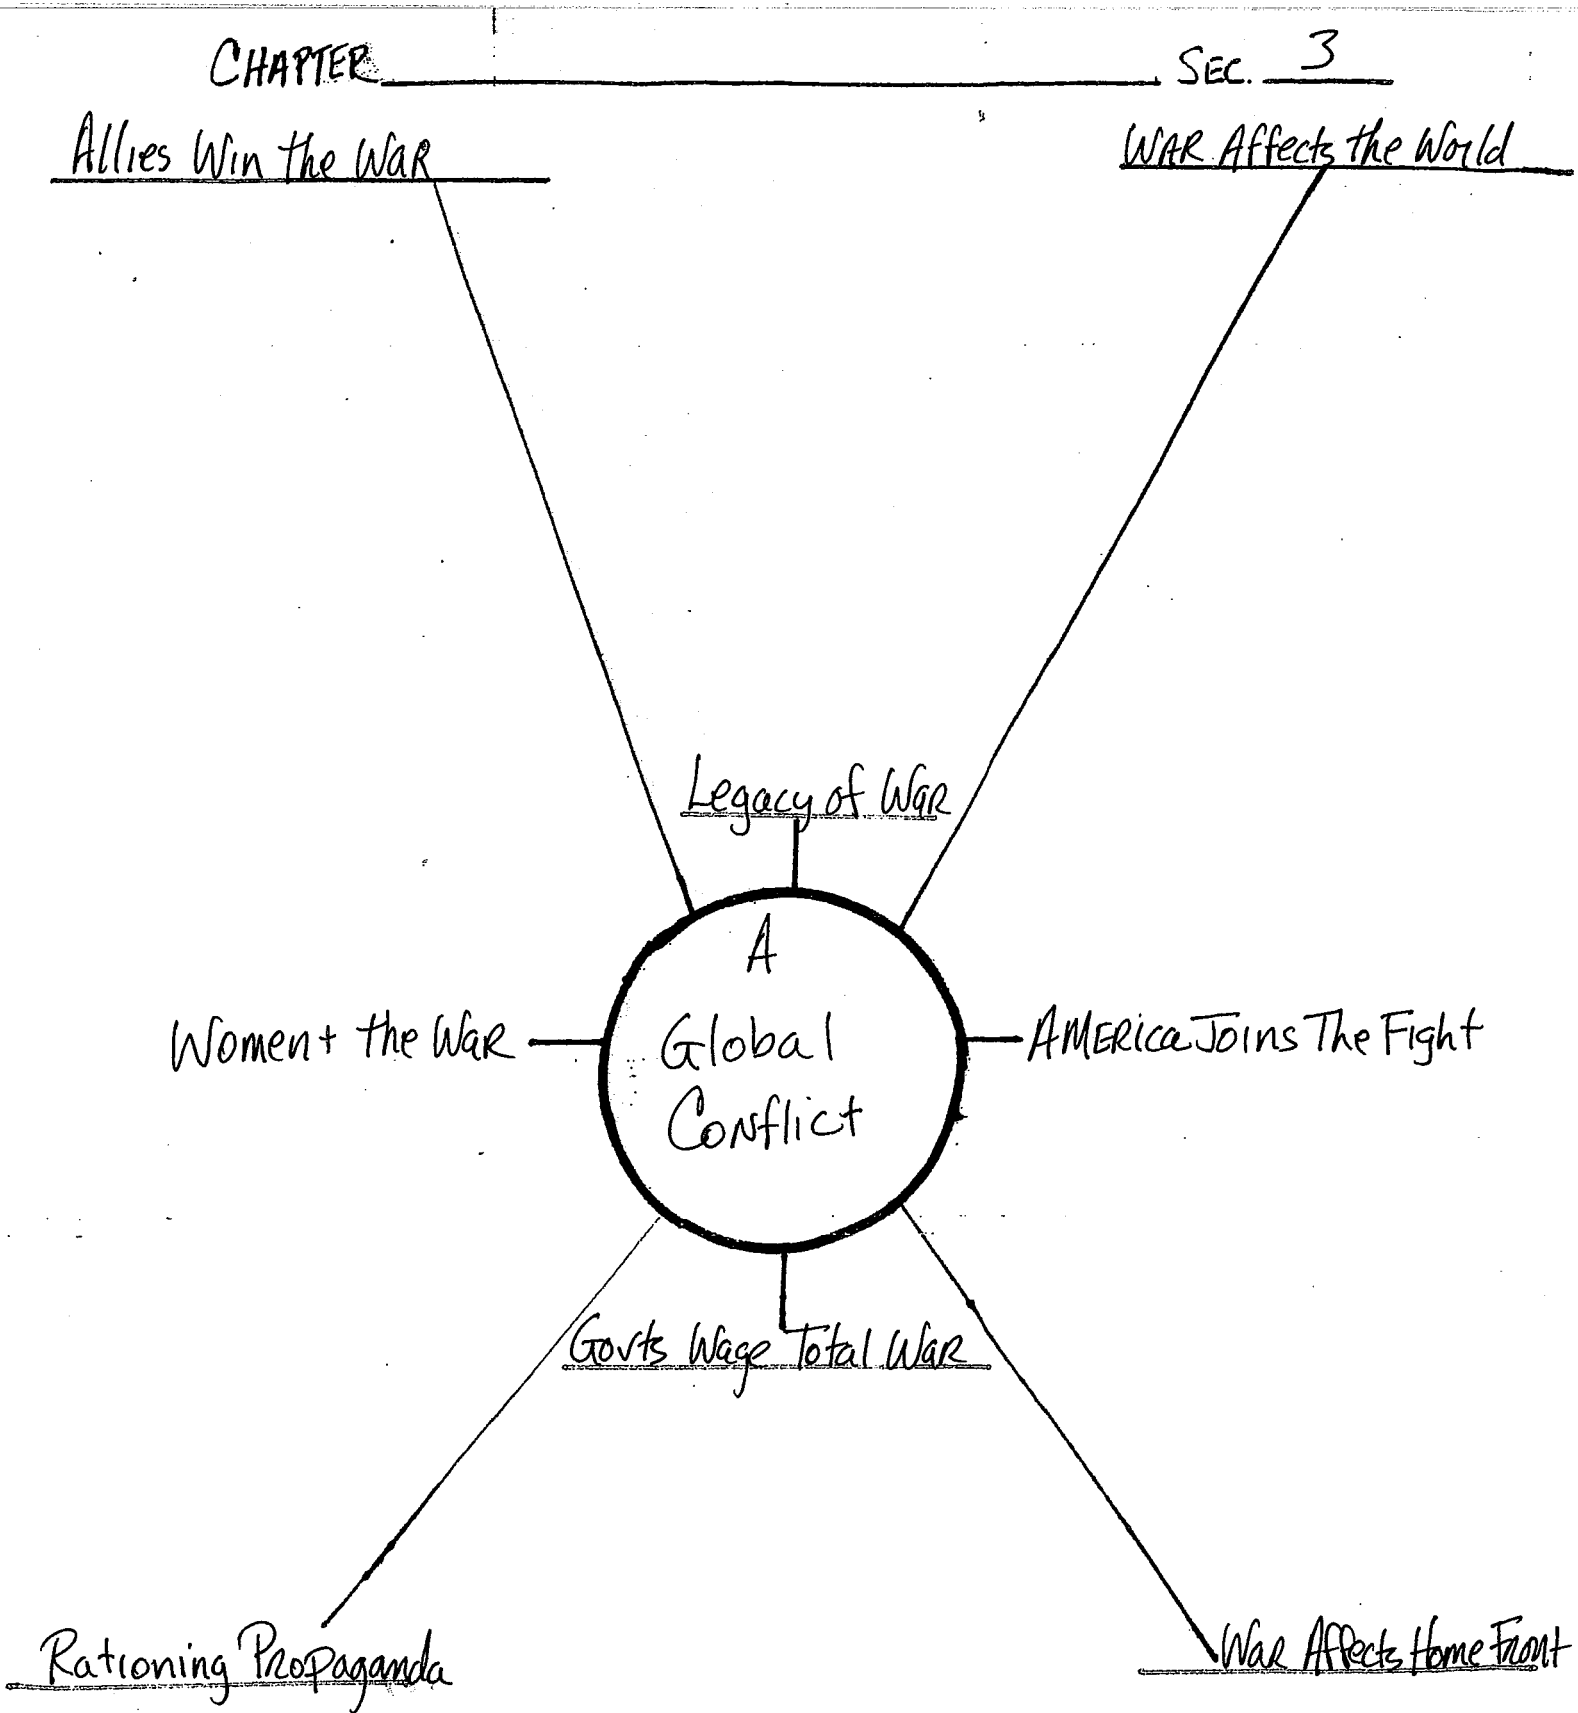 CHAPTER SEC. 3
Allies Win the WaR
WAR Affects the World
Legacy of WaR
A
Global
Conflict
Women + the WaR
AMERica Joins The Fight
Govts Wage Total WaR
Rationing Propaganda
WaR Affects Home Front